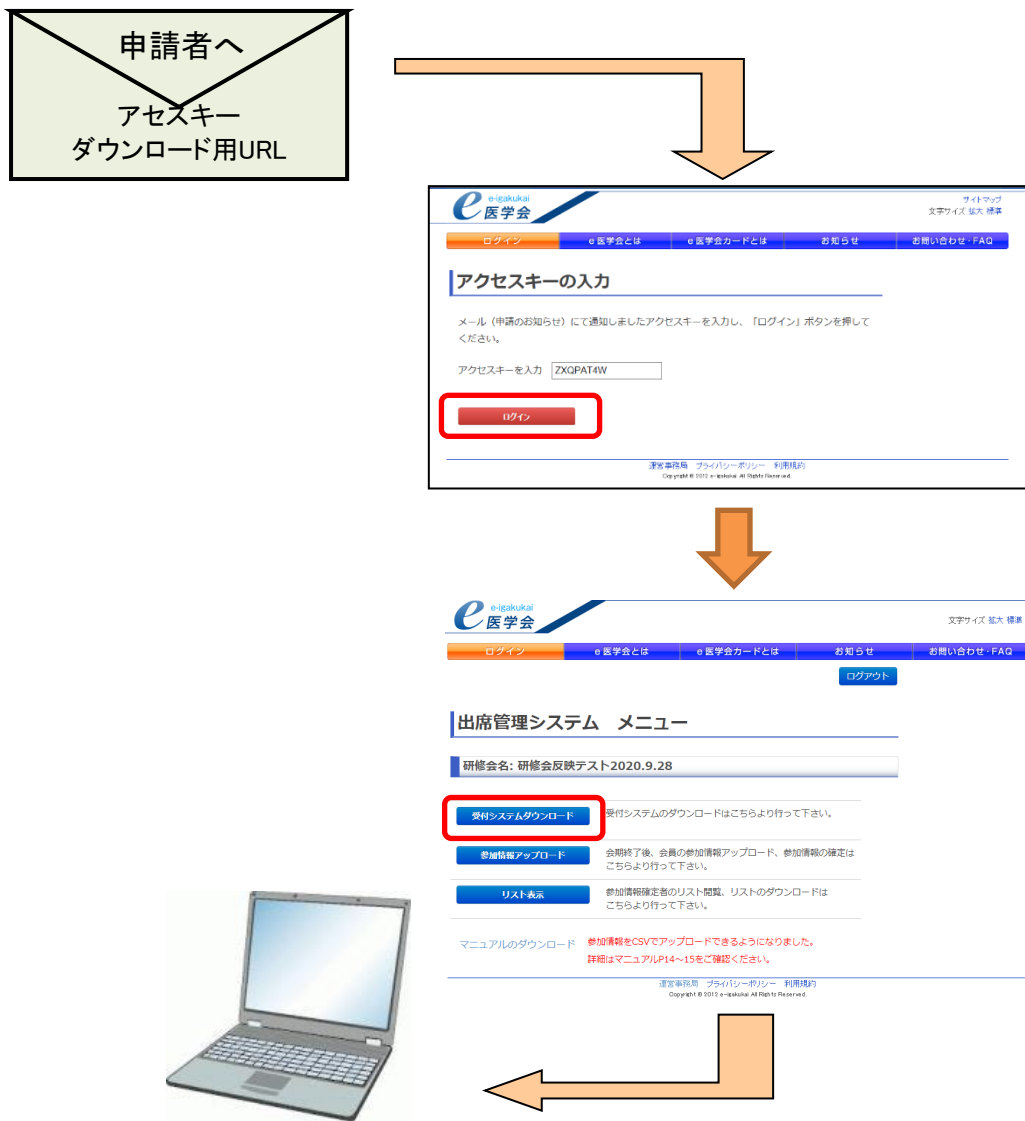 申請者へ
アセスキー
ダウンロード用URL
e-igakukai
e医学会
サイトマップ
文字サイズ 拡大 標準
ログイン e医学会とは e医学会カードとは お知らせ お問い合わせ・FAQ
アクセスキーの入力
メール（申請のお知らせ）にて通知しましたアクセスキーを入力し、「ログイン」ボタンを押して
ください。
アクセスキーを入力 ZXQPAT4W
ログイン
運営事務局 プライバシーポリシー 利用規約
Copyright © 2012 e-igakukai All Rights Reserved.
e-igakukai
e医学会
文字サイズ 拡大 標準
ログイン e医学会とは e医学会カードとは お知らせ お問い合わせ・FAQ
ログアウト
出席管理システム メニュー
研修会名: 研修会反映テスト2020.9.28
受付システムダウンロード 受付システムのダウンロードはこちらより行って下さい。
参加情報アップロード 会期終了後、会員の参加情報アップロード、参加情報の確定は
こちらより行って下さい。
リスト表示 参加情報確定者のリスト閲覧、リストのダウンロードは
こちらより行って下さい。
マニュアルのダウンロード 参加情報をCSVでアップロードできるようになりました。
詳細はマニュアルP14～15をご確認ください。
運営事務局 プライバシーポリシー 利用規約
Copyright © 2012 e-igakukai All Rights Reserved.